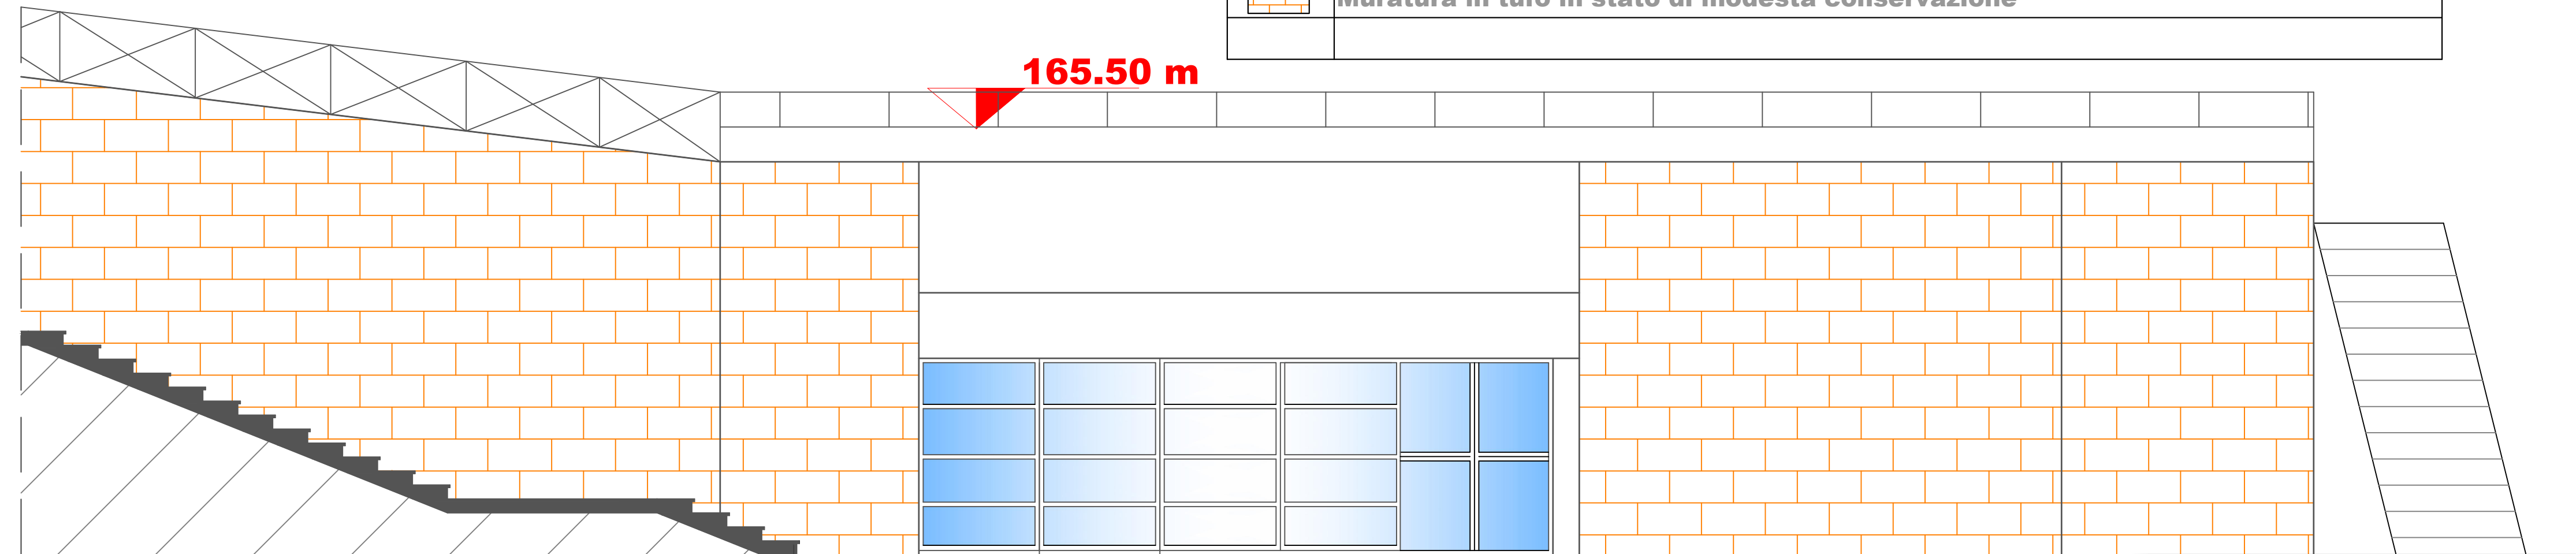 Muratura in tufo in stato di modesta conservazione
165.50 m